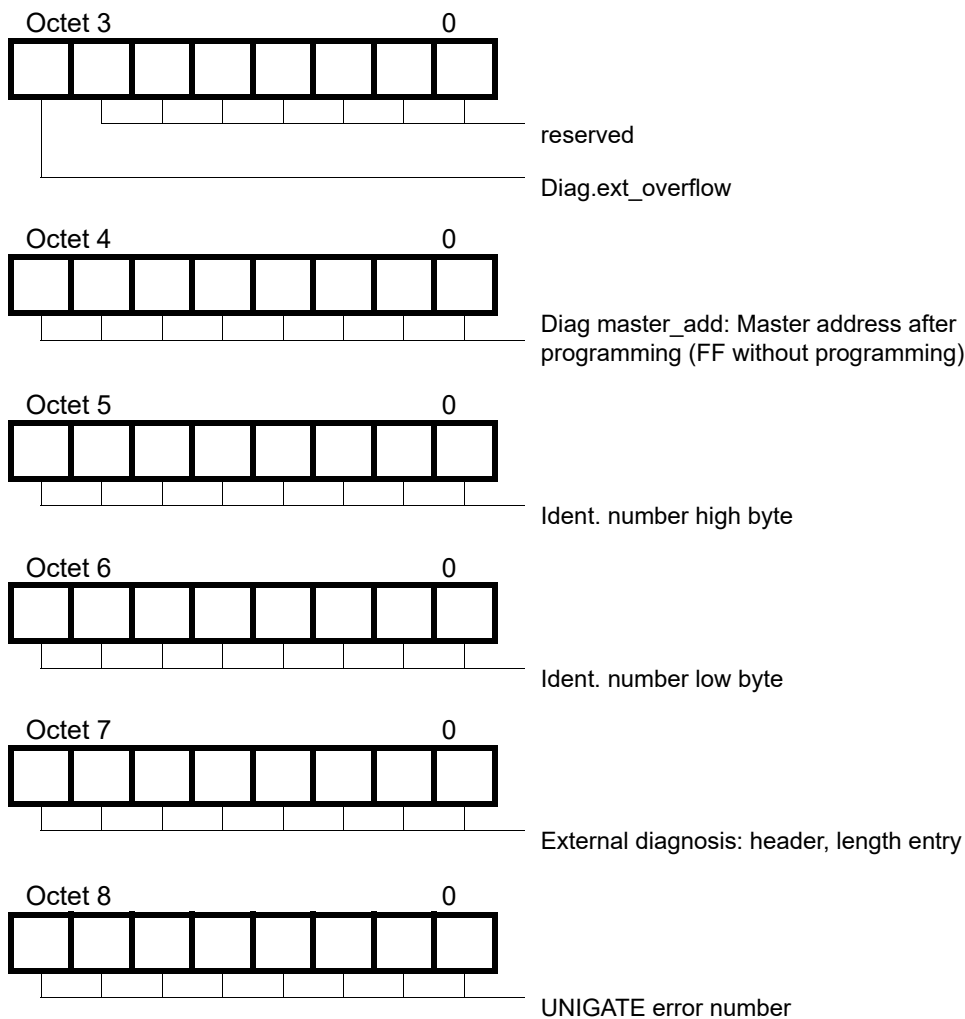 Octet 3 0
reserved
Diag.ext_overflow
Octet 4 0
Diag master_add: Master address after
programming (FF without programming)
Octet 5 0
Ident. number high byte
Octet 6 0
Ident. number low byte
Octet 7 0
External diagnosis: header, length entry
Octet 8 0
UNIGATE error number